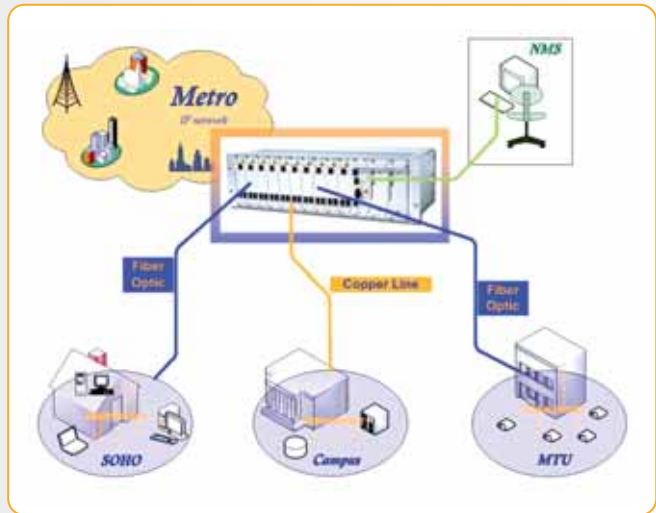 NMS
Metro
IP network
Fiber
Optic
Copper Line
Fiber
Optic
SOHO
Campus
MTU